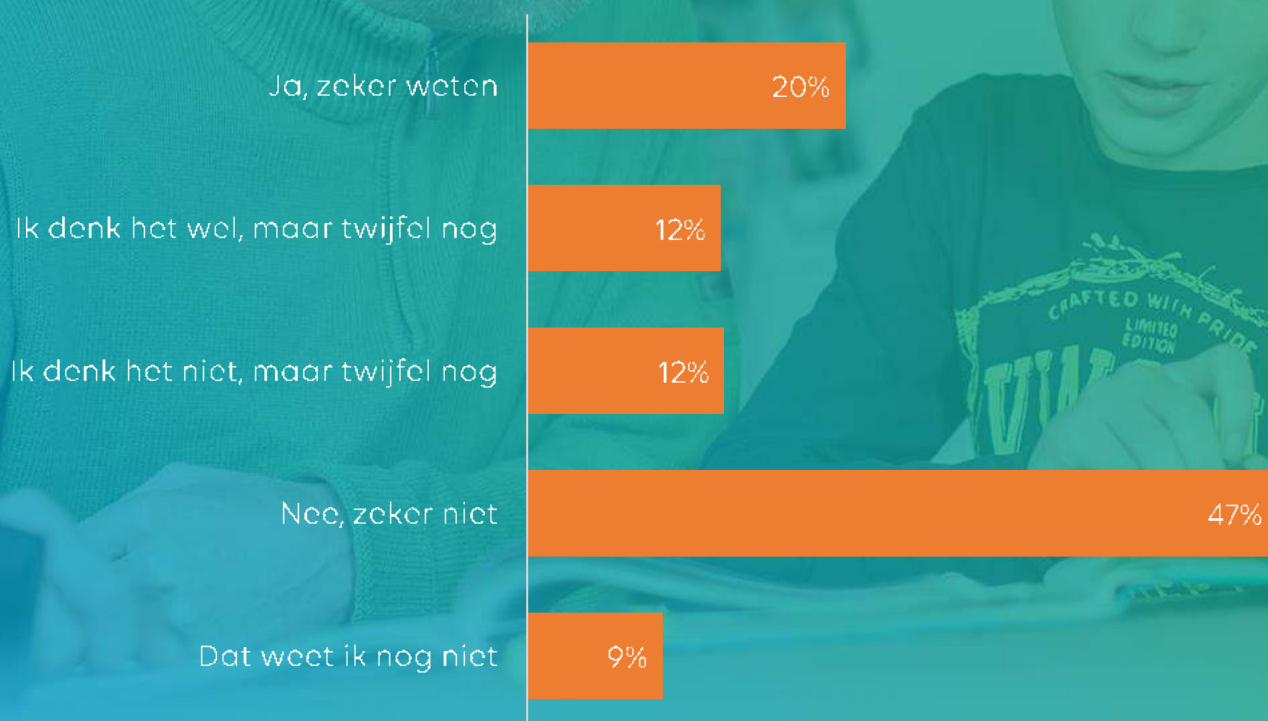 Ja, zeker weten
20%
Ik denk het wel, maar twijfel nog
12%
Ik denk het niet, maar twijfel nog
12%
Nee, zeker niet
47%
Dat weet ik nog niet
9%
CRAFTED WITH PRIDE
LIMITED
EDITION